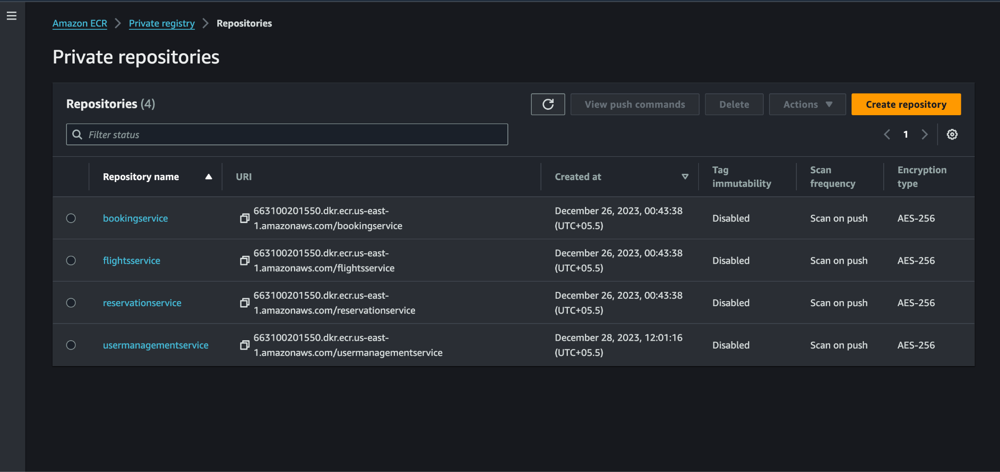 Amazon ECR > Private registry > Repositories
Private repositories
Repositories (4)
View push commands
Delete
Actions
Create repository
Filter status
1
Repository name
URI
Created at
Tag
immutability
Scan
frequency
Encryption
type
bookingservice
663100201550.dkr.ecr.us-east-
1.amazonaws.com/bookingservice
December 26, 2023, 00:43:38
(UTC+05.5)
Disabled
Scan on push
AES-256
flightsservice
663100201550.dkr.ecr.us-east-
1.amazonaws.com/flightsservice
December 26, 2023, 00:43:38
(UTC+05.5)
Disabled
Scan on push
AES-256
reservationservice
663100201550.dkr.ecr.us-east-
1.amazonaws.com/reservationservice
December 26, 2023, 00:43:38
(UTC+05.5)
Disabled
Scan on push
AES-256
usermanagementservice
663100201550.dkr.ecr.us-east-
1.amazonaws.com/usermanagementservice
December 28, 2023, 12:01:16
(UTC+05.5)
Disabled
Scan on push
AES-256